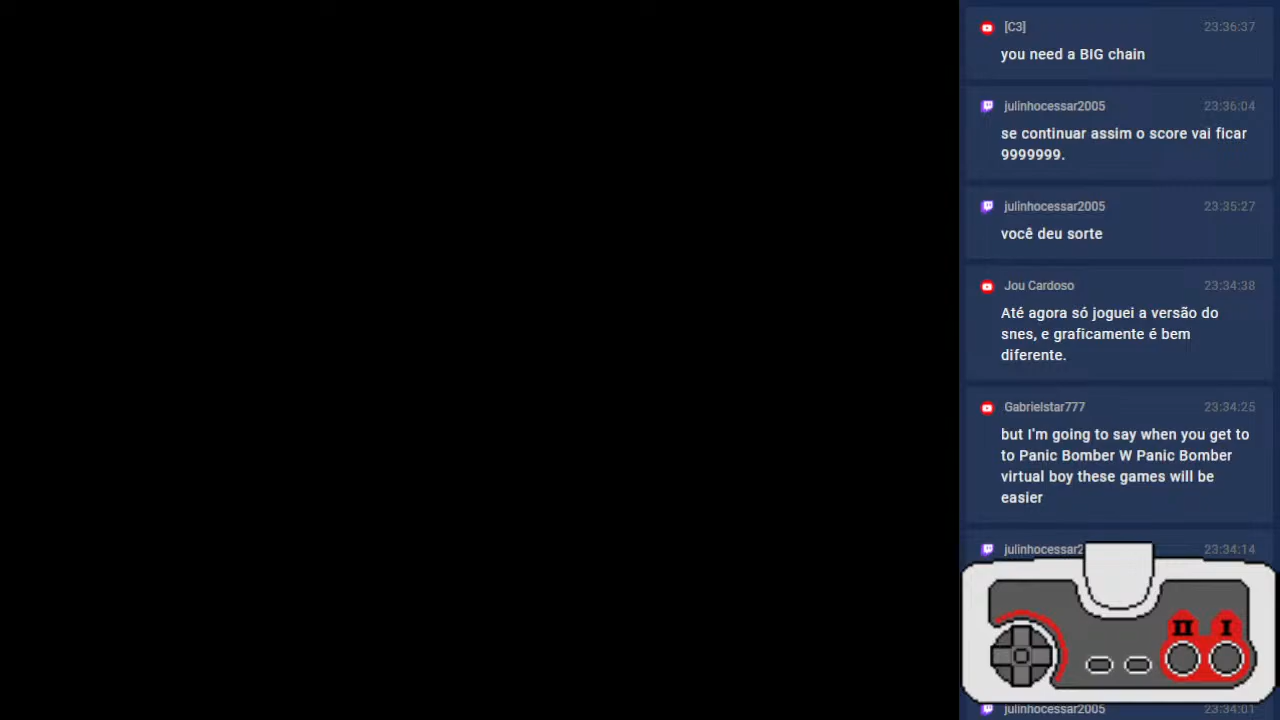 [C3] 23:36:37
you need a BIG chain
julinhocessar2005 23:36:04
se continuar assim o score vai ficar
9999999.
julinhocessar2005 23:35:27
você deu sorte
Jou Cardoso 23:34:38
Até agora só joguei a versão do
snes, e graficamente é bem
diferente.
Gabrielstar777 23:34:25
but I'm going to say when you get to
to Panic Bomber W Panic Bomber
virtual boy these games will be
easier
23:34:14
II I
julinhocessar2005 23:34:01